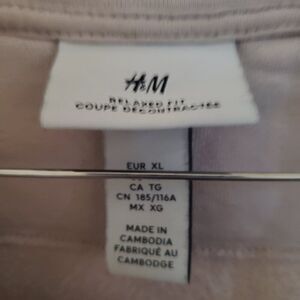 H&M
RELAXED FIT
COUPE DÉCONTRACTÉE
EUR XL
CA TG
CN 185/116A
MX XG
MADE IN
CAMBODIA
FABRIQUÉ AU
CAMBODGE